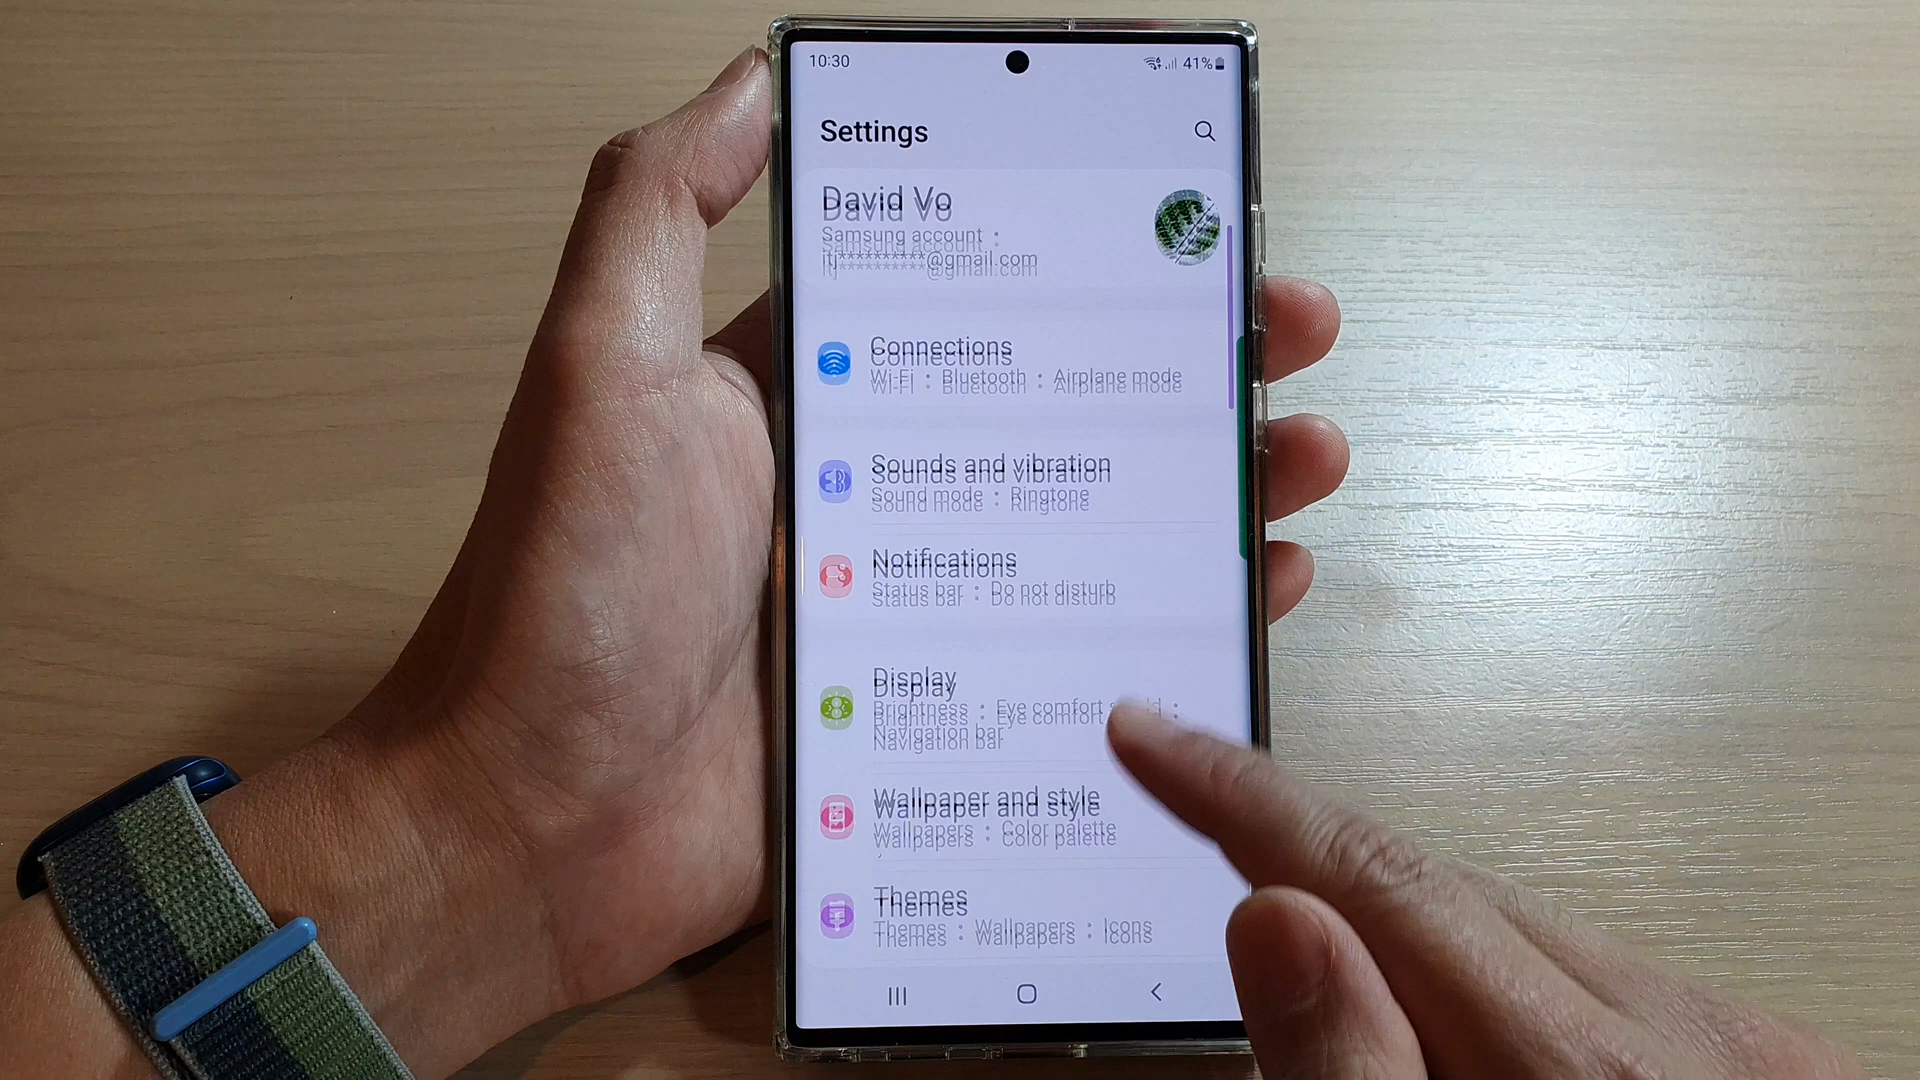 10:30
41%
Settings
David Vo
Samsung account •
itj**********@gmail.com
Connections
Wi-Fi • Bluetooth • Airplane mode
Sounds and vibration
Sound mode • Ringtone
Notifications
Status bar • Do not disturb
Display
Brightness • Eye comfort •
Navigation bar
Wallpaper and style
Wallpapers • Color palette
Themes
Themes • Wallpapers • Icons